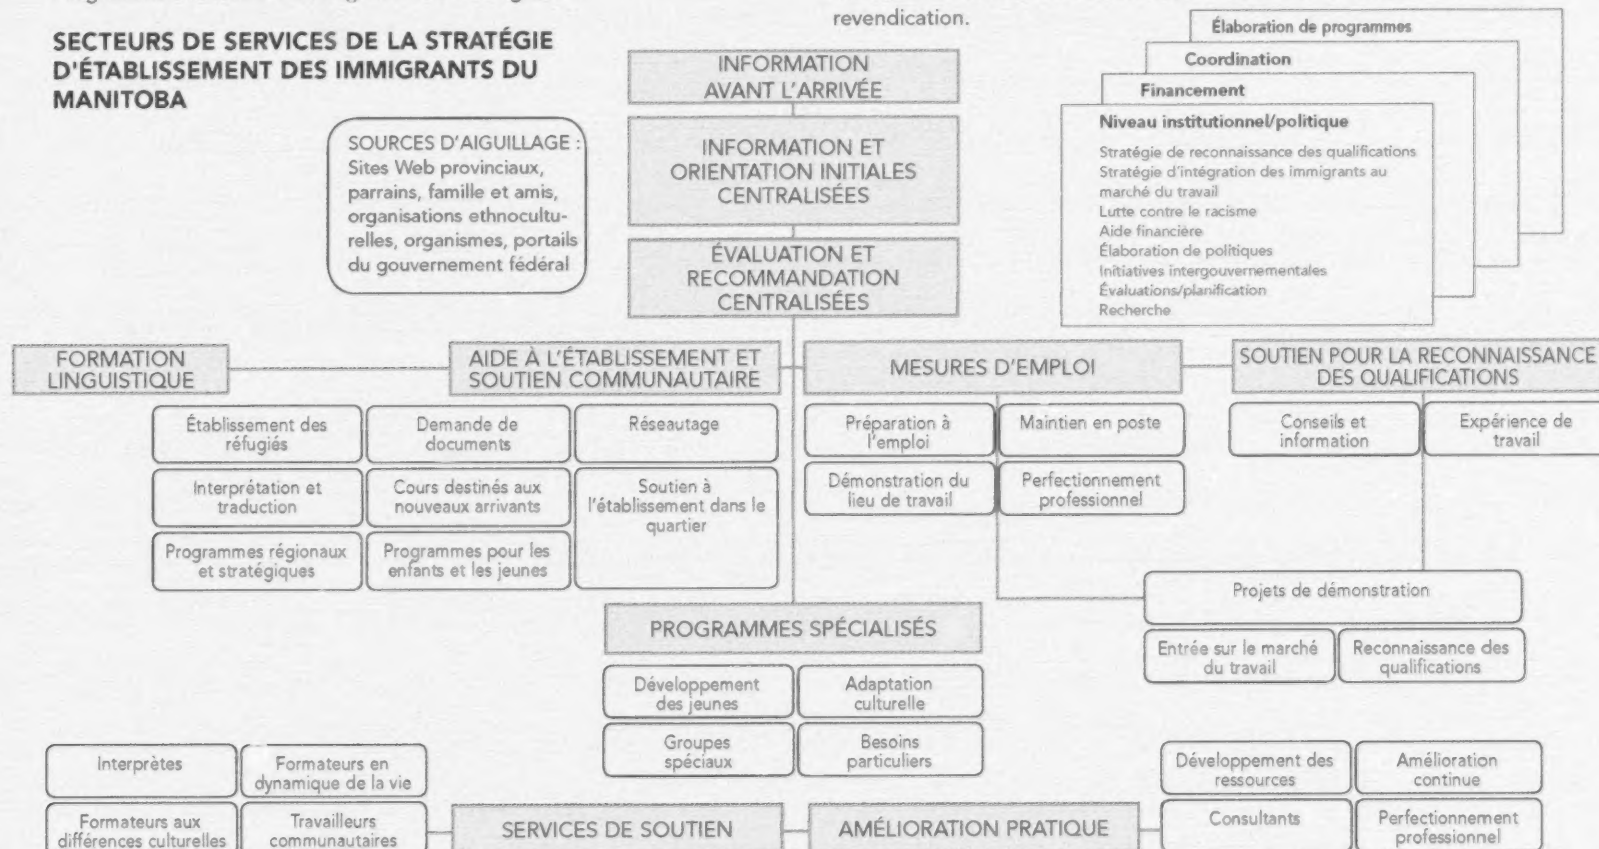 revendication.
SECTEURS DE SERVICES DE LA STRATÉGIE
D'ÉTABLISSEMENT DES IMMIGRANTS DU
MANITOBA
SOURCES D'AIGUILLAGE :
Sites Web provinciaux,
parrains, famille et amis,
organisations ethnocultu-
relles, organismes, portails
du gouvernement fédéral
INFORMATION
AVANT L'ARRIVÉE
INFORMATION ET
ORIENTATION INITIALES
CENTRALISÉES
ÉVALUATION ET
RECOMMANDATION
CENTRALISÉES
Élaboration de programmes
Coordination
Financement
Niveau institutionnel/politique
Stratégie de reconnaissance des qualifications
Stratégie d'intégration des immigrants au
marché du travail
Lutte contre le racisme
Aide financière
Élaboration de politiques
Initiatives intergouvernementales
Évaluations/planification
Recherche
FORMATION
LINGUISTIQUE
AIDE À L'ÉTABLISSEMENT ET
SOUTIEN COMMUNAUTAIRE
MESURES D'EMPLOI
SOUTIEN POUR LA RECONNAISSANCE
DES QUALIFICATIONS
Établissement des
réfugiés
Demande de
documents
Réseautage
Interprétation et
traduction
Cours destinés aux
nouveaux arrivants
Soutien à
l'établissement dans le
quartier
Programmes régionaux
et stratégiques
Programmes pour les
enfants et les jeunes
Préparation à
l'emploi
Maintien en poste
Démonstration du
lieu de travail
Perfectionnement
professionnel
Conseils et
information
Expérience de
travail
Projets de démonstration
Entrée sur le marché
du travail
Reconnaissance des
qualifications
PROGRAMMES SPÉCIALISÉS
Développement
des jeunes
Adaptation
culturelle
Groupes
spéciaux
Besoins
particuliers
Interprètes
Formateurs en
dynamique de la vie
Formateurs aux
différences culturelles
Travailleurs
communautaires
SERVICES DE SOUTIEN
AMÉLIORATION PRATIQUE
Développement des
ressources
Amélioration
continue
Consultants
Perfectionnement
professionnel